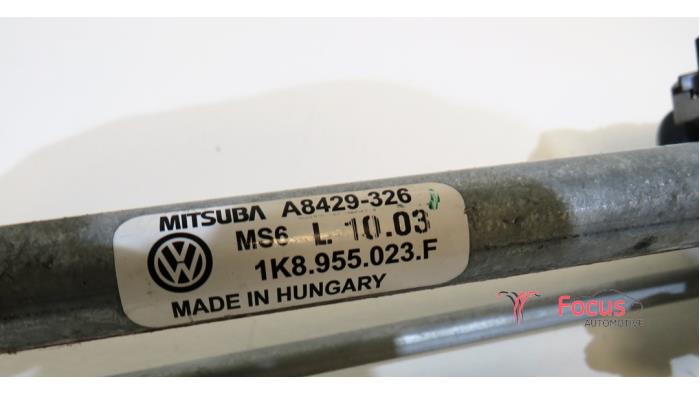 MITSUBA A8429-326
MS6 L 10.03
1K8.955.023.F
MADE IN HUNGARY
Focus
AUTOMOTIVE